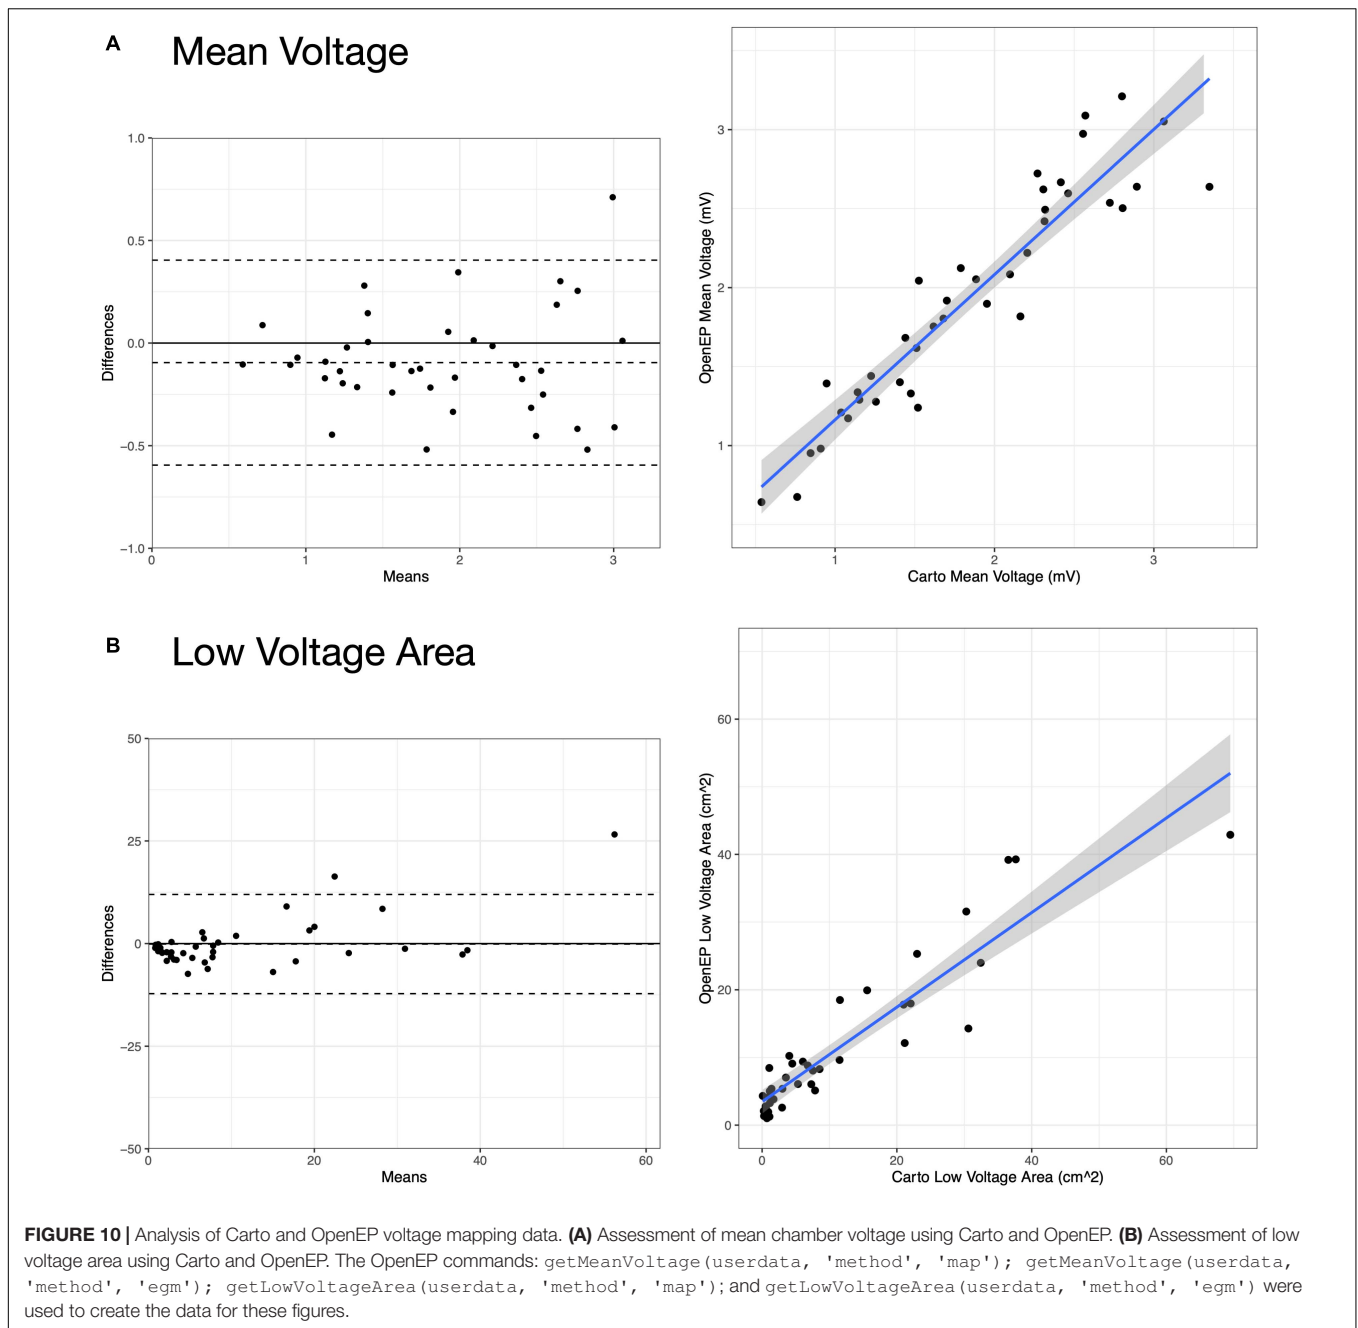 A Mean Voltage
1.0
0.5
0.0
−0.5
−1.0
Differences
0 1 2 3
Means
3
2
1
OpenEP Mean Voltage (mV)
1 2 3
Carto Mean Voltage (mV)
B Low Voltage Area
50
25
0
−25
−50
Differences
0 20 40 60
Means
60
40
20
0
OpenEP Low Voltage Area (cm^2)
0 20 40 60
Carto Low Voltage Area (cm^2)
FIGURE 10 | Analysis of Carto and OpenEP voltage mapping data. (A) Assessment of mean chamber voltage using Carto and OpenEP. (B) Assessment of low
voltage area using Carto and OpenEP. The OpenEP commands: getMeanVoltage(userdata, 'method', 'map'); getMeanVoltage(userdata,
'method', 'egm'); getLowVoltageArea(userdata, 'method', 'map'); and getLowVoltageArea(userdata, 'method', 'egm') were
used to create the data for these figures.